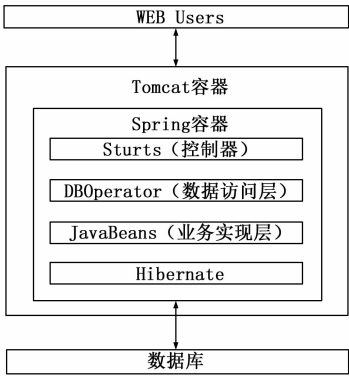 WEB Users
Tomcat容器
Spring容器
Sturts（控制器）
DBOperator（数据访问层）
JavaBeans（业务实现层）
Hibernate
数据库